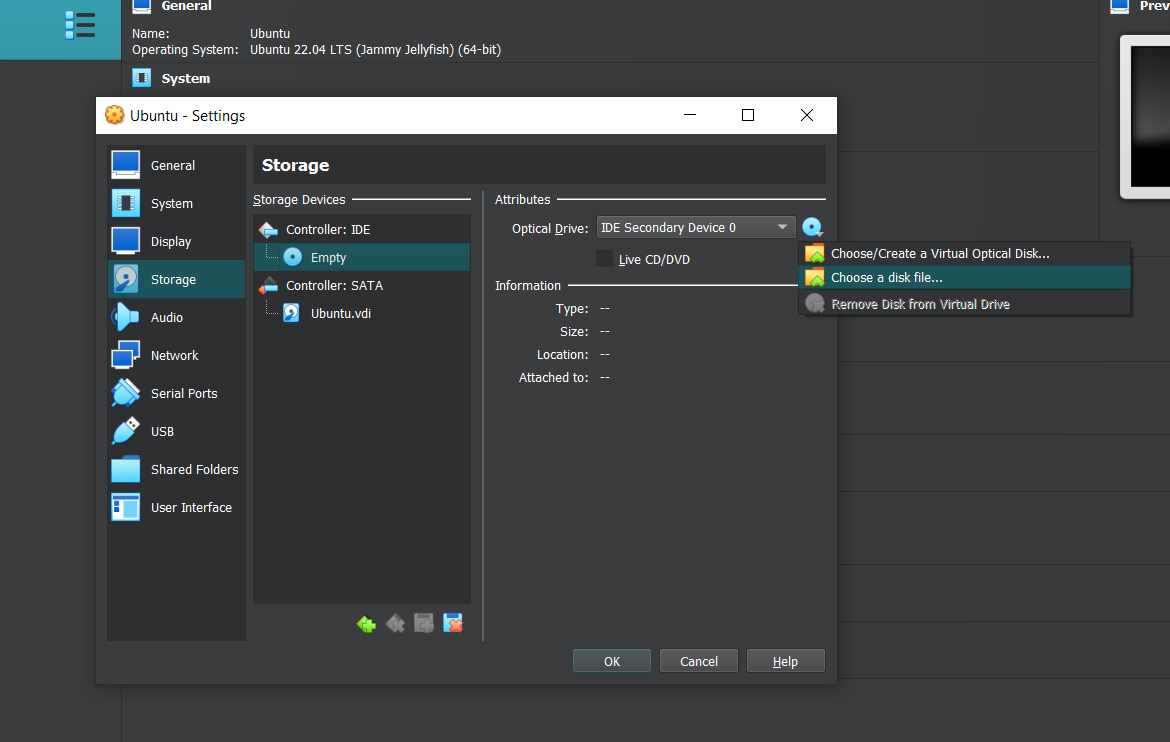 General
Prev
Name: Ubuntu
Operating System: Ubuntu 22.04 LTS (Jammy Jellyfish) (64-bit)
System
Ubuntu - Settings
General
System
Display
Storage
Audio
Network
Serial Ports
USB
Shared Folders
User Interface
Storage
Storage Devices
Controller: IDE
Empty
Controller: SATA
Ubuntu.vdi
Attributes
Optical Drive: IDE Secondary Device 0
Live CD/DVD
Information
Type: --
Size: --
Location: --
Attached to: --
Choose/Create a Virtual Optical Disk...
Choose a disk file...
Remove Disk from Virtual Drive
OK
Cancel
Help